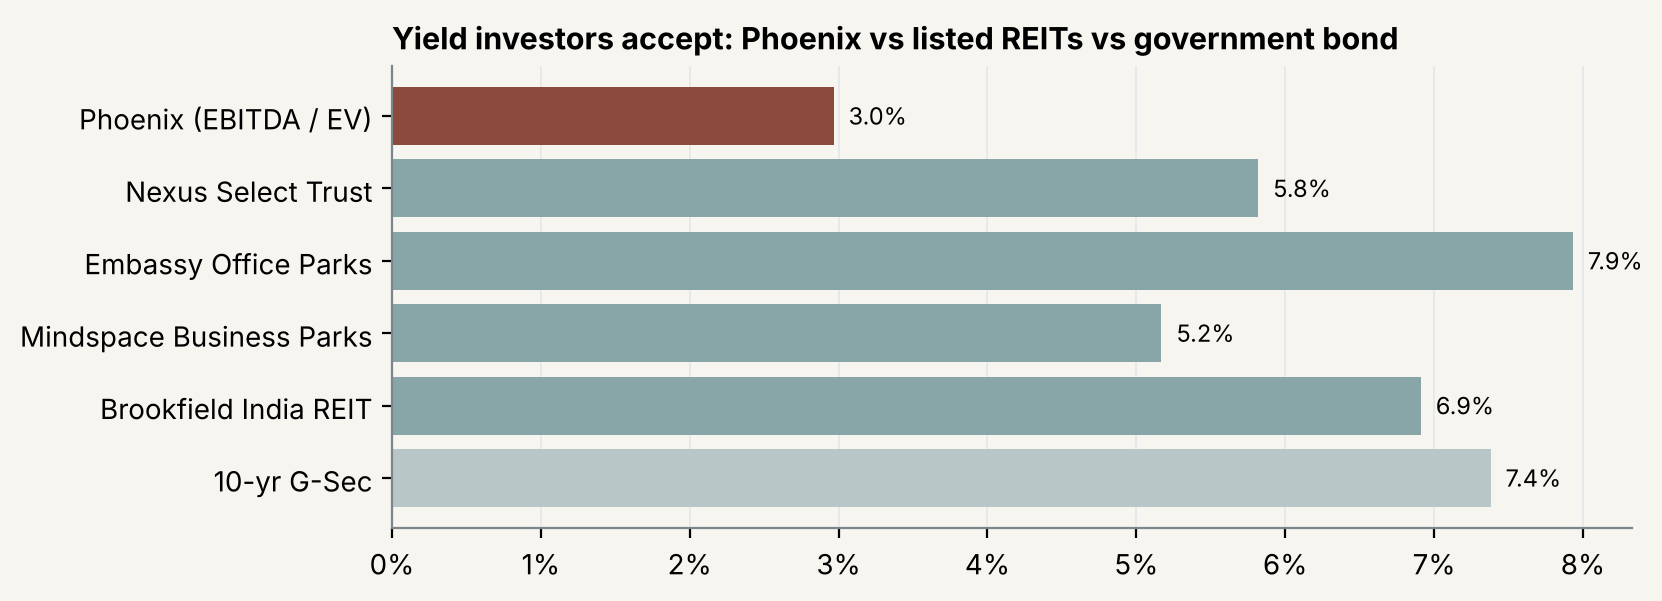 Yield investors accept: Phoenix vs listed REITs vs government bond
Phoenix (EBITDA / EV)
3.0%
Nexus Select Trust
5.8%
Embassy Office Parks
7.9%
Mindspace Business Parks
5.2%
Brookfield India REIT
6.9%
10-yr G-Sec
7.4%
0% 1% 2% 3% 4% 5% 6% 7% 8%